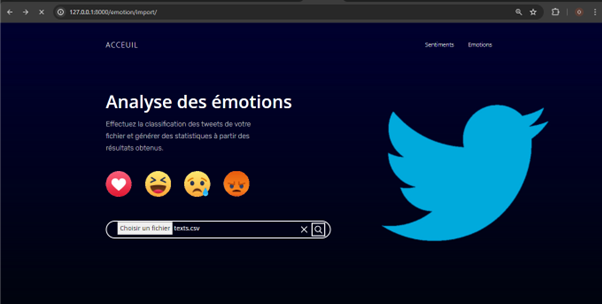 127.0.0.1:8000/emotion/import/
ACCEUIL
Sentiments
Emotions
Analyse des émotions
Effectuez la classification des tweets de votre
fichier et générer des statistiques à partir des
résultats obtenus.
Choisir un fichier texts.csv